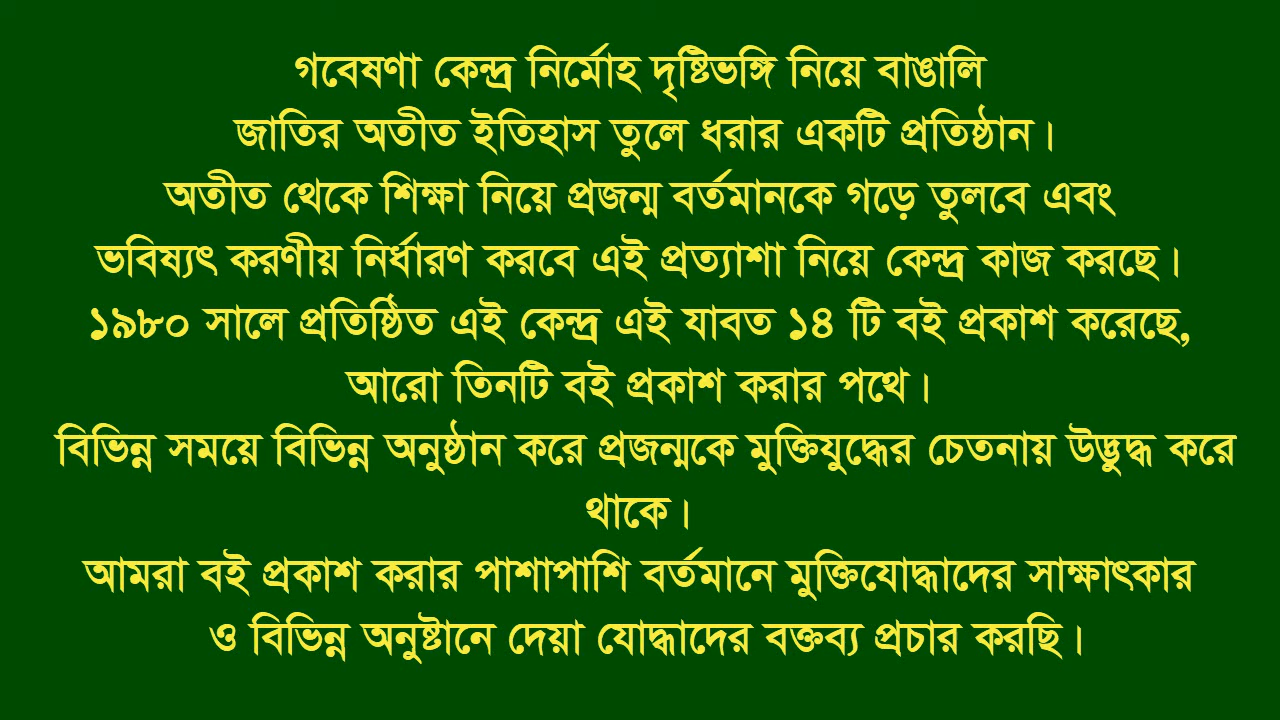 গবেষণা কেন্দ্র নির্মোহ দৃষ্টিভঙ্গি নিয়ে বাঙালি
জাতির অতীত ইতিহাস তুলে ধরার একটি প্রতিষ্ঠান।
অতীত থেকে শিক্ষা নিয়ে প্রজন্ম বর্তমানকে গড়ে তুলবে এবং
ভবিষ্যৎ করণীয় নির্ধারণ করবে এই প্রত্যাশা নিয়ে কেন্দ্র কাজ করছে।
১৯৮০ সালে প্রতিষ্ঠিত এই কেন্দ্র এই যাবত ১৪ টি বই প্রকাশ করেছে,
আরো তিনটি বই প্রকাশ করার পথে।
বিভিন্ন সময়ে বিভিন্ন অনুষ্ঠান করে প্রজন্মকে মুক্তিযুদ্ধের চেতনায় উদ্ভুদ্ধ করে
থাকে।
আমরা বই প্রকাশ করার পাশাপাশি বর্তমানে মুক্তিযোদ্ধাদের সাক্ষাৎকার
ও বিভিন্ন অনুষ্টানে দেয়া যোদ্ধাদের বক্তব্য প্রচার করছি।